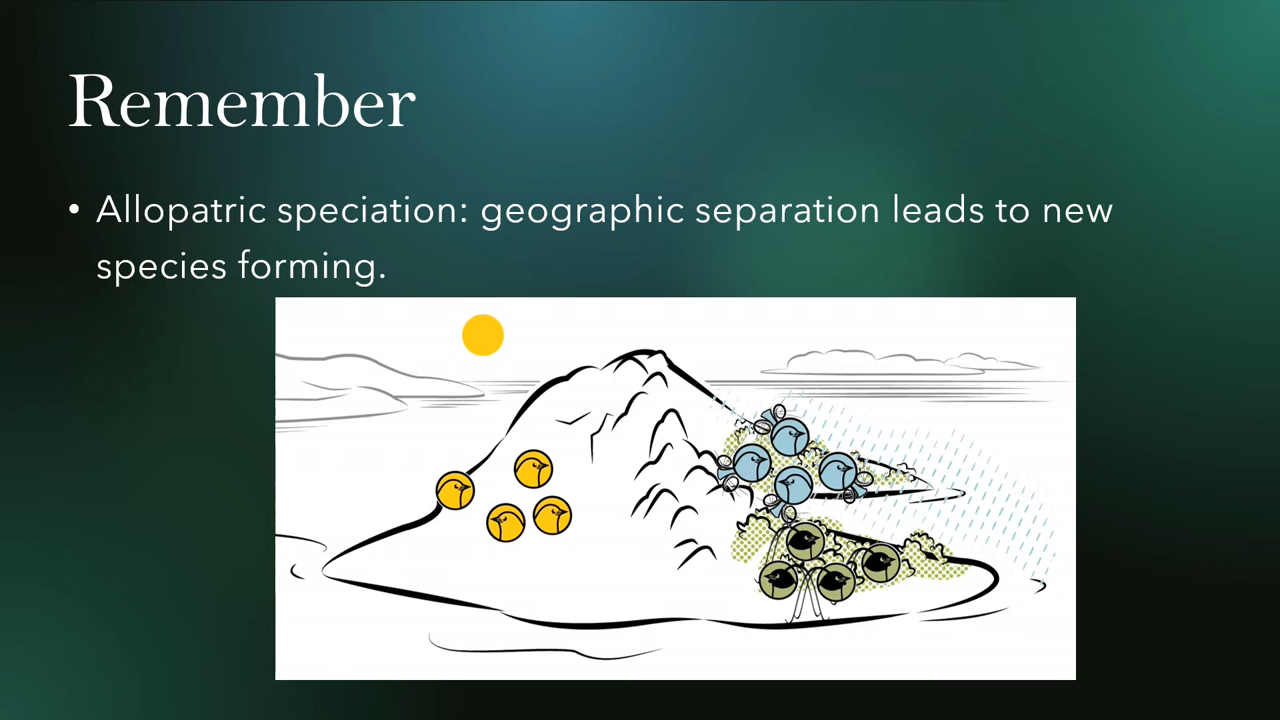 Remember
• Allopatric speciation: geographic separation leads to new
species forming.